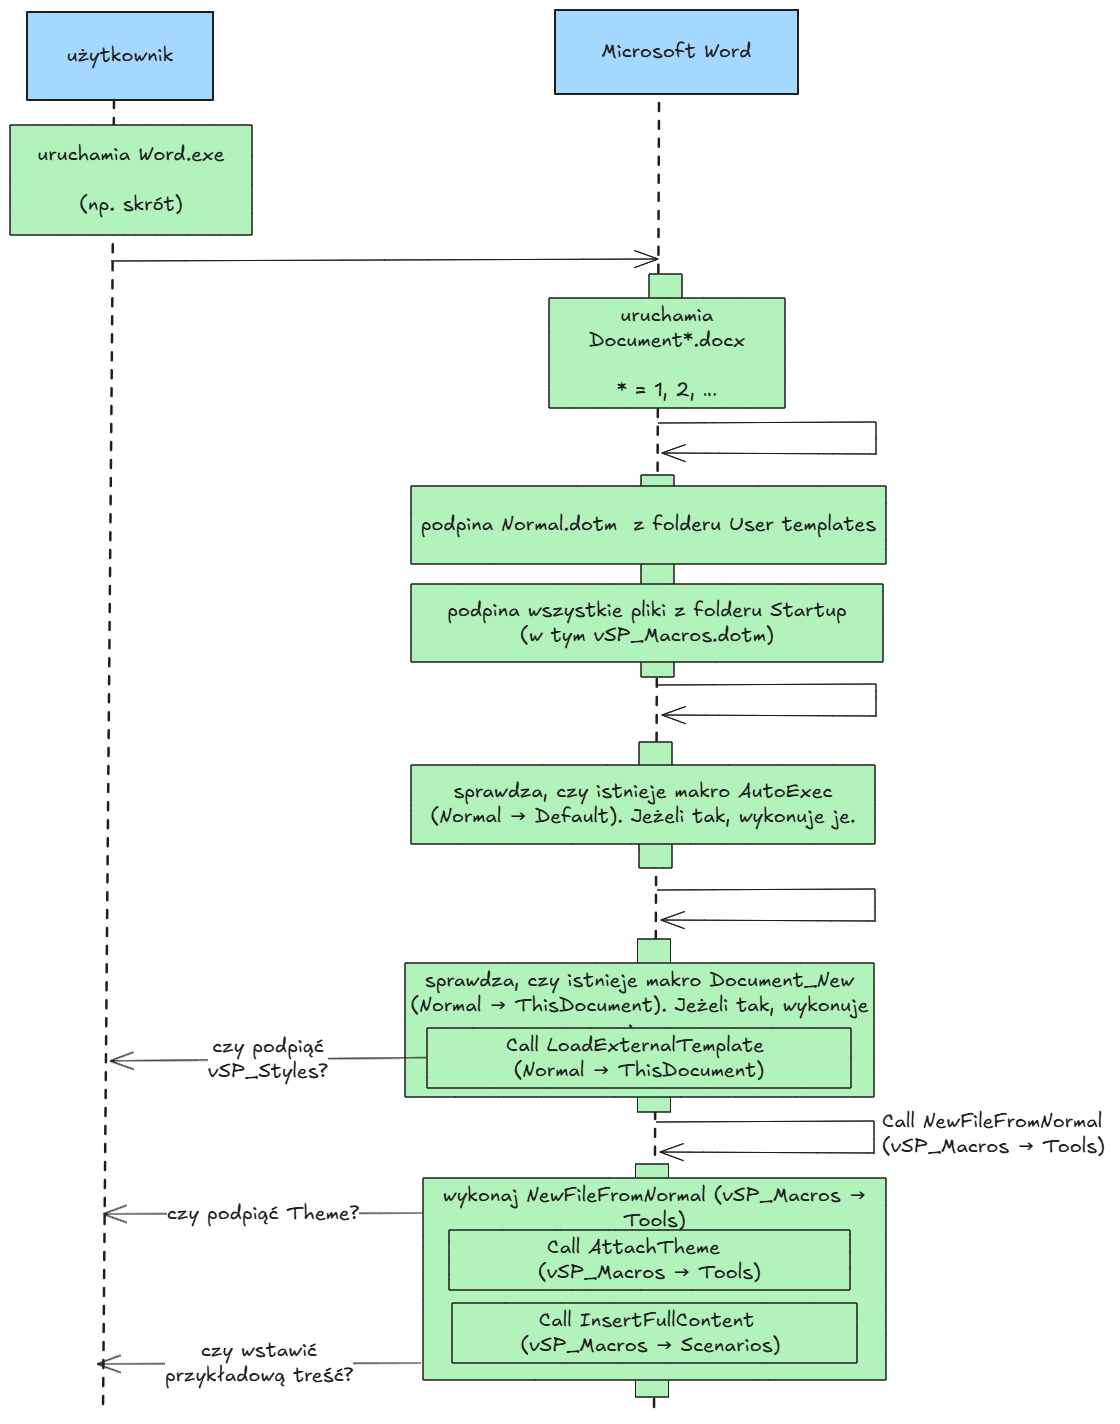 użytkownik
Microsoft Word
uruchamia Word.exe
(np. skrót)
uruchamia
Document*.docx
* = 1, 2, ...
podpina Normal.dotm z folderu User templates
podpina wszystkie pliki z folderu Startup
(w tym vSP_Macros.dotm)
sprawdza, czy istnieje makro AutoExec
(Normal → Default). Jeżeli tak, wykonuje je.
sprawdza, czy istnieje makro Document_New
(Normal → ThisDocument). Jeżeli tak, wykonuje
Call LoadExternalTemplate
(Normal → ThisDocument)
czy podpiąć
vSP_Styles?
Call NewFileFromNormal
(vSP_Macros → Tools)
wykonaj NewFileFromNormal (vSP_Macros →
Tools)
czy podpiąć Theme?
Call AttachTheme
(vSP_Macros → Tools)
Call InsertFullContent
(vSP_Macros → Scenarios)
czy wstawić
przykładową treść?